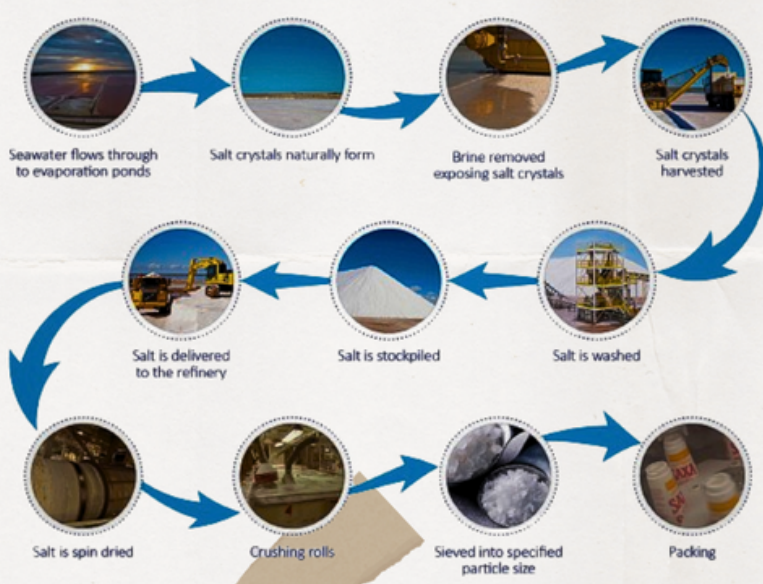 Seawater flows through
to evaporation ponds
Salt crystals naturally form
Brine removed
exposing salt crystals
Salt crystals
harvested
Salt is delivered
to the refinery
Salt is stockpiled
Salt is washed
Salt is spin dried
Crushing rolls
Sieved into specified
particle size
Packing
SAXA